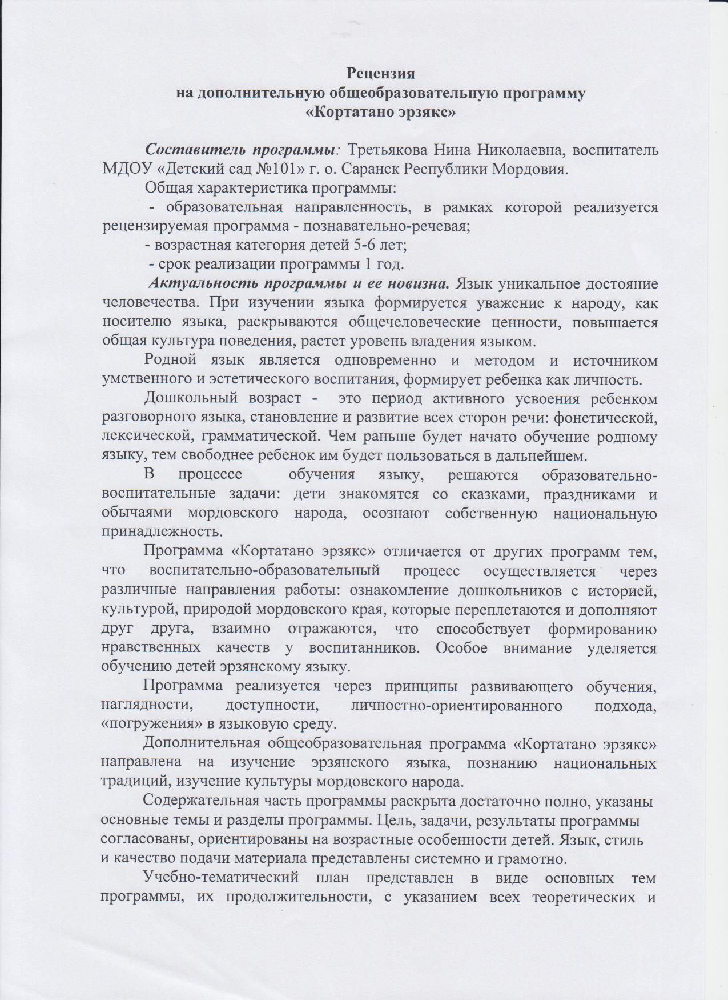 Рецензия
на дополнительную общеобразовательную программу
«Кортатано эрзякс»
Составитель программы: Третьякова Нина Николаевна, воспитатель
МДОУ «Детский сад №101» г. о. Саранск Республики Мордовия.
Общая характеристика программы:
- образовательная направленность, в рамках которой реализуется
рецензируемая программа - познавательно-речевая;
- возрастная категория детей 5-6 лет;
- срок реализации программы 1 год.
Актуальность программы и ее новизна. Язык уникальное достояние
человечества. При изучении языка формируется уважение к народу, как
носителю языка, раскрываются общечеловеческие ценности, повышается
общая культура поведения, растет уровень владения языком.
Родной язык является одновременно и методом и источником
умственного и эстетического воспитания, формирует ребенка как личность.
Дошкольный возраст - это период активного усвоения ребенком
разговорного языка, становление и развитие всех сторон речи: фонетической,
лексической, грамматической. Чем раньше будет начато обучение родному
языку, тем свободнее ребенок им будет пользоваться в дальнейшем.
В процессе обучения языку, решаются образовательно-
воспитательные задачи: дети знакомятся со сказками, праздниками и
обычаями мордовского народа, осознают собственную национальную
принадлежность.
Программа «Кортатано эрзякс» отличается от других программ тем,
что воспитательно-образовательный процесс осуществляется через
различные направления работы: ознакомление дошкольников с историей,
культурой, природой мордовского края, которые переплетаются и дополняют
друг друга, взаимно отражаются, что способствует формированию
нравственных качеств у воспитанников. Особое внимание уделяется
обучению детей эрзянскому языку.
Программа реализуется через принципы развивающего обучения,
наглядности, доступности, личностно-ориентированного подхода,
«погружения» в языковую среду.
Дополнительная общеобразовательная программа «Кортатано эрзякс»
направлена на изучение эрзянского языка, познанию национальных
традиций, изучение культуры мордовского народа.
Содержательная часть программы раскрыта достаточно полно, указаны
основные темы и разделы программы. Цель, задачи, результаты программы
согласованы, ориентированы на возрастные особенности детей. Язык, стиль
и качество подачи материала представлены системно и грамотно.
Учебно-тематический план представлен в виде основных тем
программы, их продолжительности, с указанием всех теоретических и